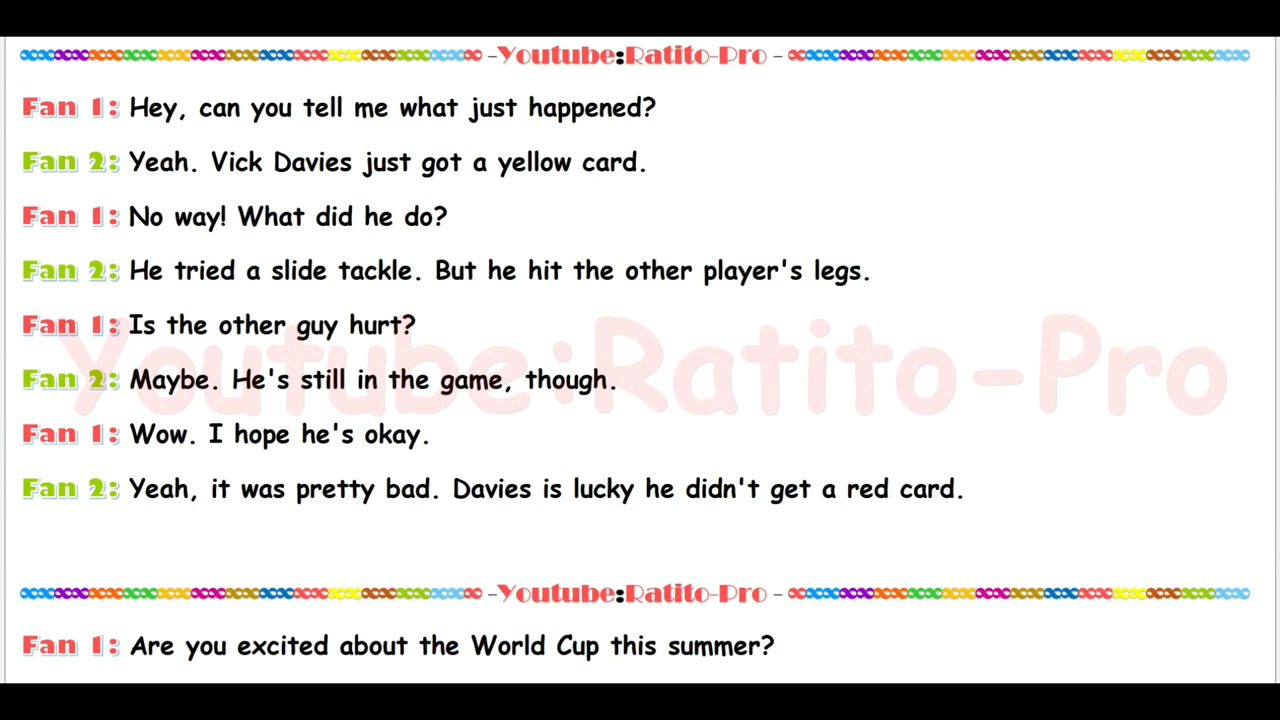 -Youtube:Ratito-Pro -
Fan 1: Hey, can you tell me what just happened?
Fan 2: Yeah. Vick Davies just got a yellow card.
Fan 1: No way! What did he do?
Fan 2: He tried a slide tackle. But he hit the other player's legs.
Fan 1: Is the other guy hurt?
Youtube:Ratito-Pro
Fan 2: Maybe. He's still in the game, though.
Fan 1: Wow. I hope he's okay.
Fan 2: Yeah, it was pretty bad. Davies is lucky he didn't get a red card.
-Youtube:Ratito-Pro -
Fan 1: Are you excited about the World Cup this summer?